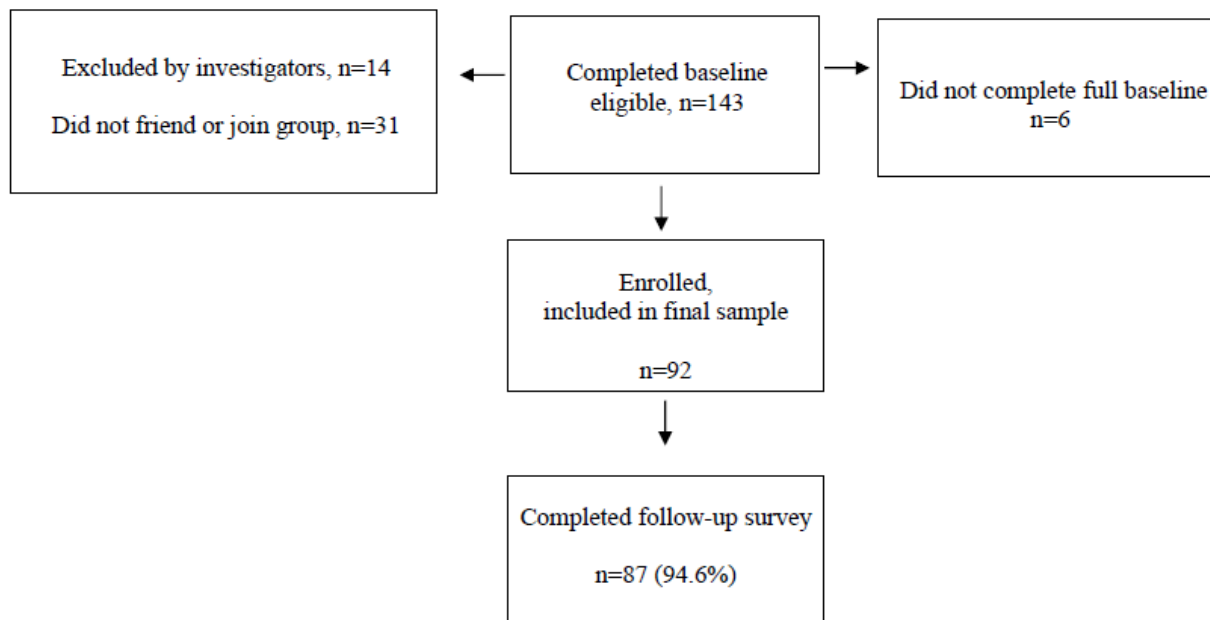 Excluded by investigators, n=14
Did not friend or join group, n=31
Completed baseline
eligible, n=143
Did not complete full baseline
n=6
Enrolled,
included in final sample
n=92
Completed follow-up survey
n=87 (94.6%)